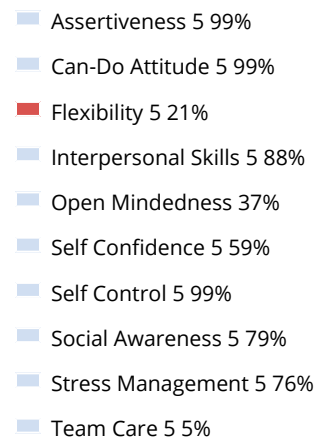 Assertiveness 5 99%
Can-Do Attitude 5 99%
Flexibility 5 21%
Interpersonal Skills 5 88%
Open Mindedness 37%
Self Confidence 5 59%
Self Control 5 99%
Social Awareness 5 79%
Stress Management 5 76%
Team Care 5 5%